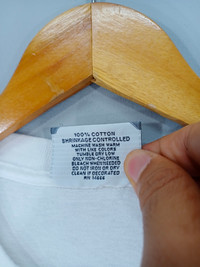 100% COTTON
SHRINKAGE CONTROLLED
MACHINE WASH WARM
WITH LIKE COLORS
TUMBLE DRY LOW
ONLY NON-CHLORINE
BLEACH WHEN NEEDED
DO NOT IRON OR DRY
CLEAN IF DECORATED